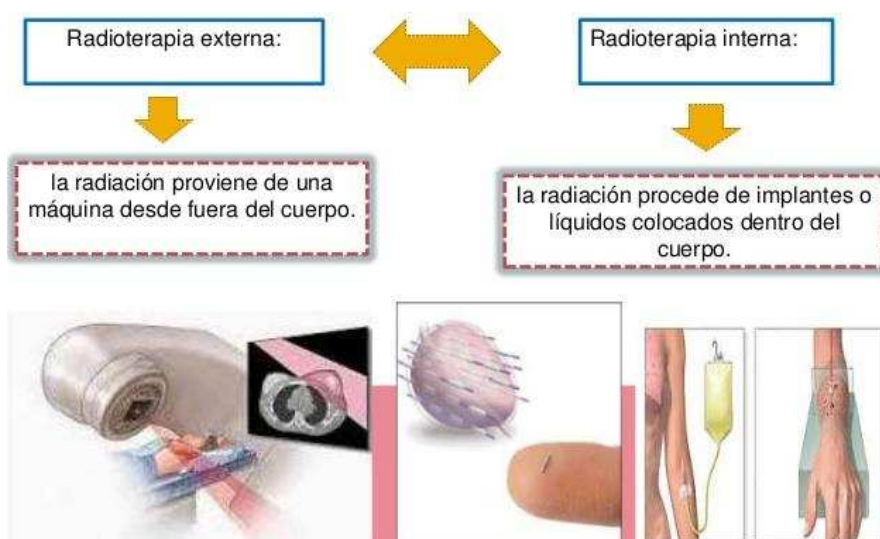 Radioterapia externa:
Radioterapia interna:
la radiación proviene de una
máquina desde fuera del cuerpo.
la radiación procede de implantes o
líquidos colocados dentro del
cuerpo.